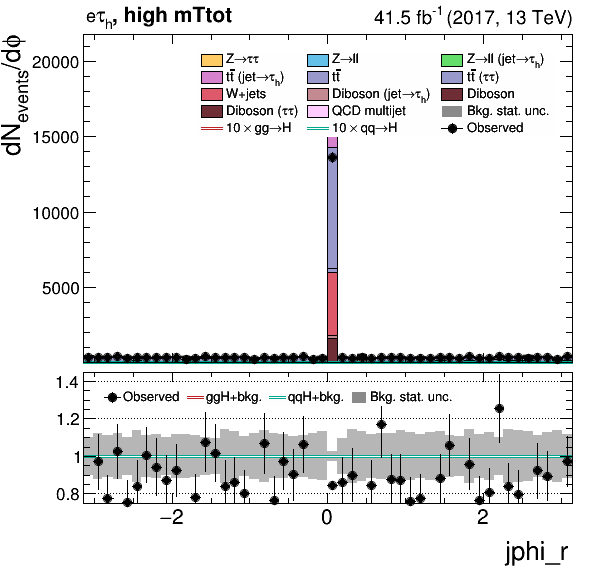 eτh, high mTtot
41.5 fb⁻¹ (2017, 13 TeV)
dNevents/dϕ
Z→ττ
Z→ll
Z→ll (jet→τh)
tt̄ (jet→τh)
tt̄
tt̄ (ττ)
W+jets
Diboson (jet→τh)
Diboson
Diboson (ττ)
QCD multijet
Bkg. stat. unc.
10 × gg→H
10 × qq→H
Observed
20000
15000
10000
5000
1.4
1.2
1
0.8
Observed
ggH+bkg.
qqH+bkg.
Bkg. stat. unc.
−2
0
2
jphi_r